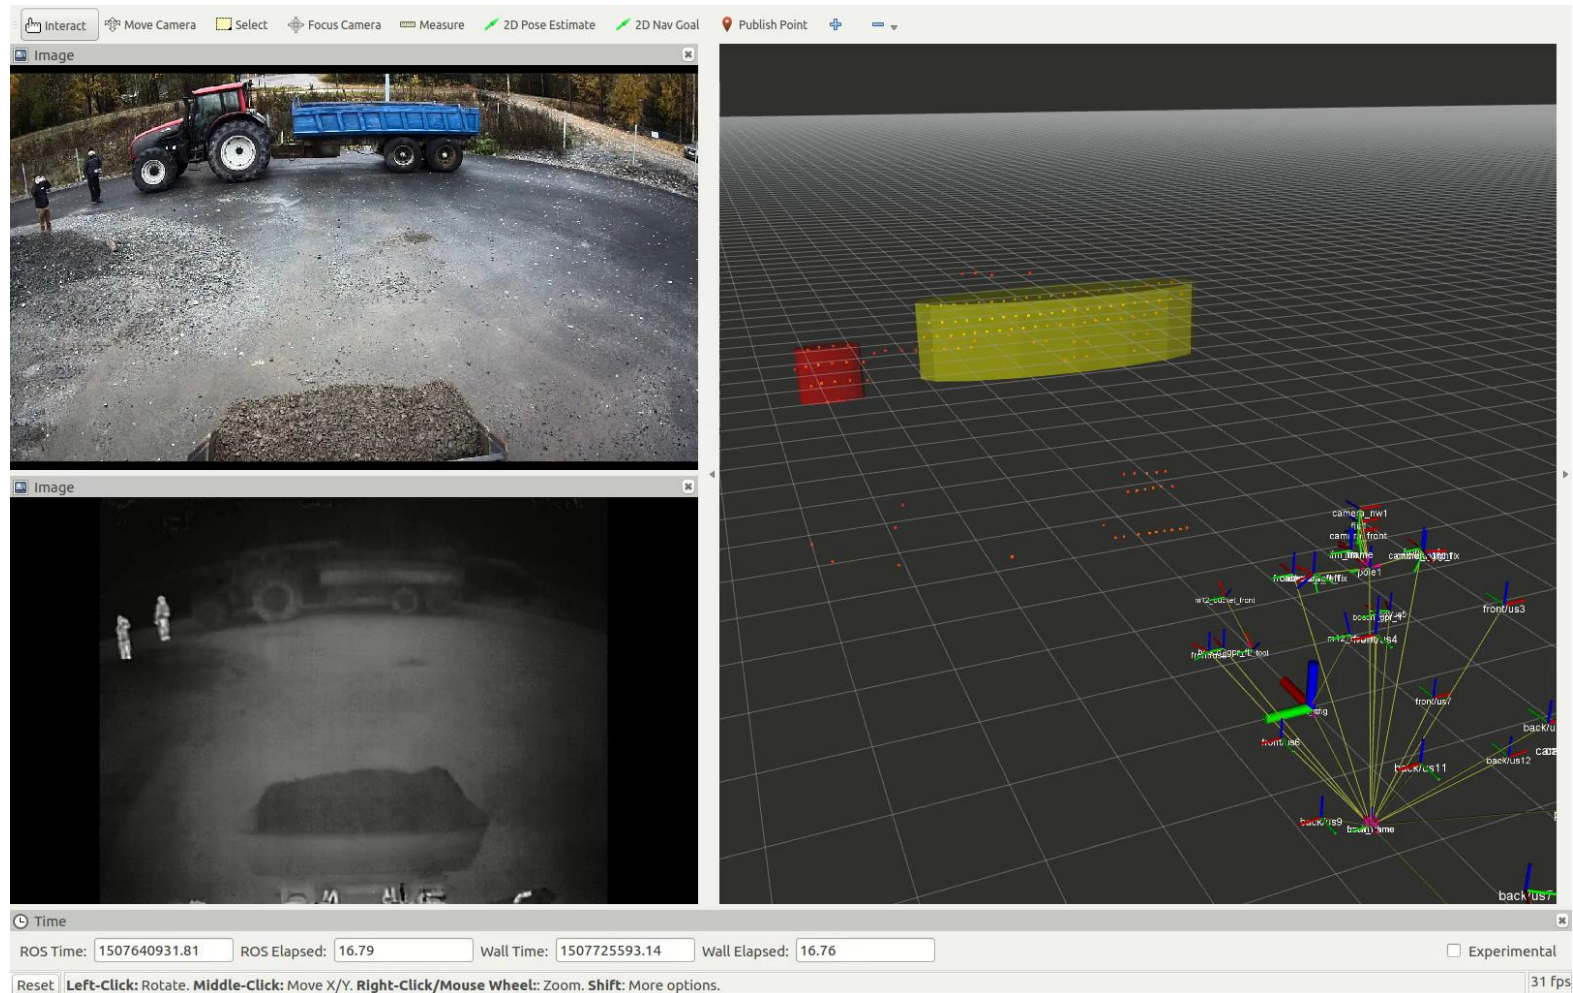 Interact Move Camera Select Focus Camera Measure 2D Pose Estimate 2D Nav Goal Publish Point
Image
Image
camera_nw1
front/us3
back/us11
back/us12
front/us7
front/us6
back/us9
back/us7
Time
ROS Time: 1507640931.81 ROS Elapsed: 16.79 Wall Time: 1507725593.14 Wall Elapsed: 16.76 Experimental
Reset Left-Click: Rotate. Middle-Click: Move X/Y. Right-Click/Mouse Wheel:: Zoom. Shift: More options. 31 fps